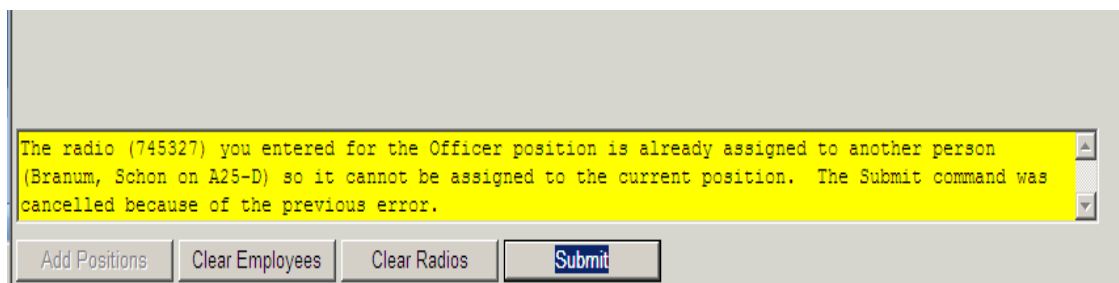 The radio (745327) you entered for the Officer position is already assigned to another person
(Branum, Schon on A25-D) so it cannot be assigned to the current position.  The Submit command was
cancelled because of the previous error.
Add Positions Clear Employees Clear Radios Submit